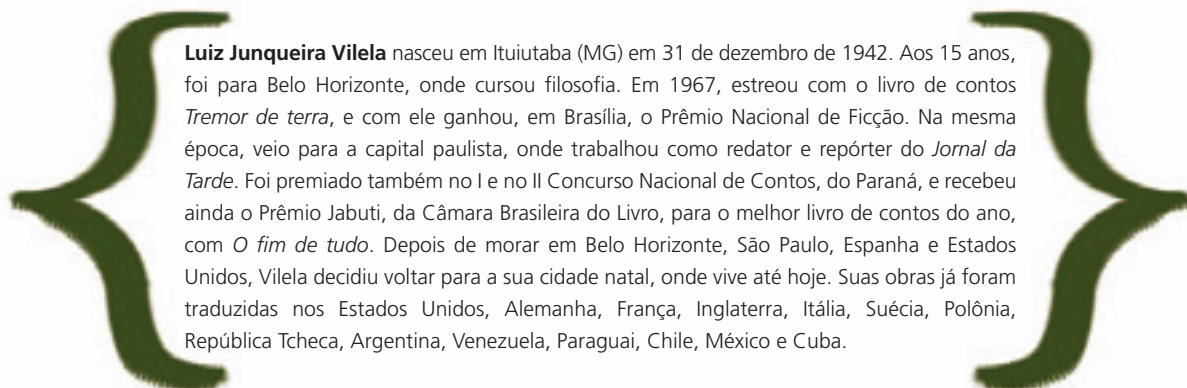 Luiz Junqueira Vilela nasceu em Ituiutaba (MG) em 31 de dezembro de 1942. Aos 15 anos,
foi para Belo Horizonte, onde cursou filosofia. Em 1967, estreou com o livro de contos
Tremor de terra, e com ele ganhou, em Brasília, o Prêmio Nacional de Ficção. Na mesma
época, veio para a capital paulista, onde trabalhou como redator e repórter do Jornal da
Tarde. Foi premiado também no I e no II Concurso Nacional de Contos, do Paraná, e recebeu
ainda o Prêmio Jabuti, da Câmara Brasileira do Livro, para o melhor livro de contos do ano,
com O fim de tudo. Depois de morar em Belo Horizonte, São Paulo, Espanha e Estados
Unidos, Vilela decidiu voltar para a sua cidade natal, onde vive até hoje. Suas obras já foram
traduzidas nos Estados Unidos, Alemanha, França, Inglaterra, Itália, Suécia, Polônia,
República Tcheca, Argentina, Venezuela, Paraguai, Chile, México e Cuba.